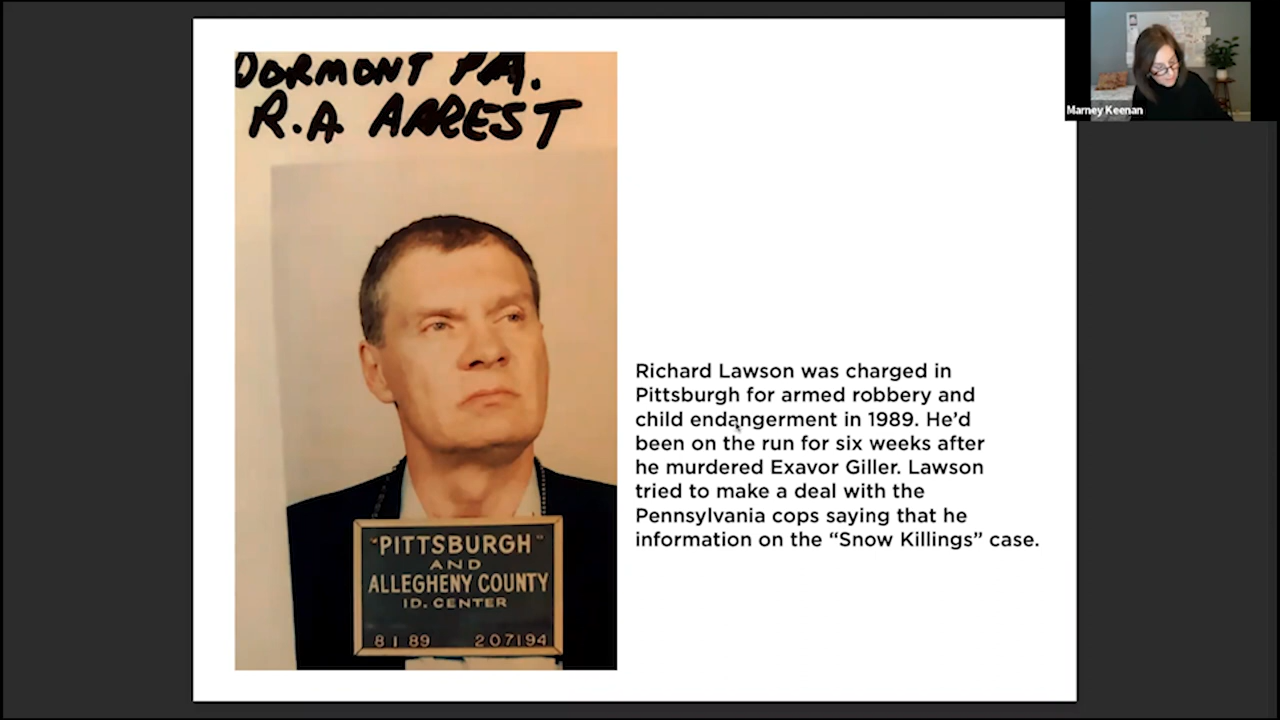 DORMONT PA.
R.A. ARREST
"PITTSBURGH"
AND
ALLEGHENY COUNTY
ID. CENTER
8 1 89 207194
Richard Lawson was charged in
Pittsburgh for armed robbery and
child endangerment in 1989. He’d
been on the run for six weeks after
he murdered Exavor Giller. Lawson
tried to make a deal with the
Pennsylvania cops saying that he
information on the “Snow Killings” case.
Marney Keenan